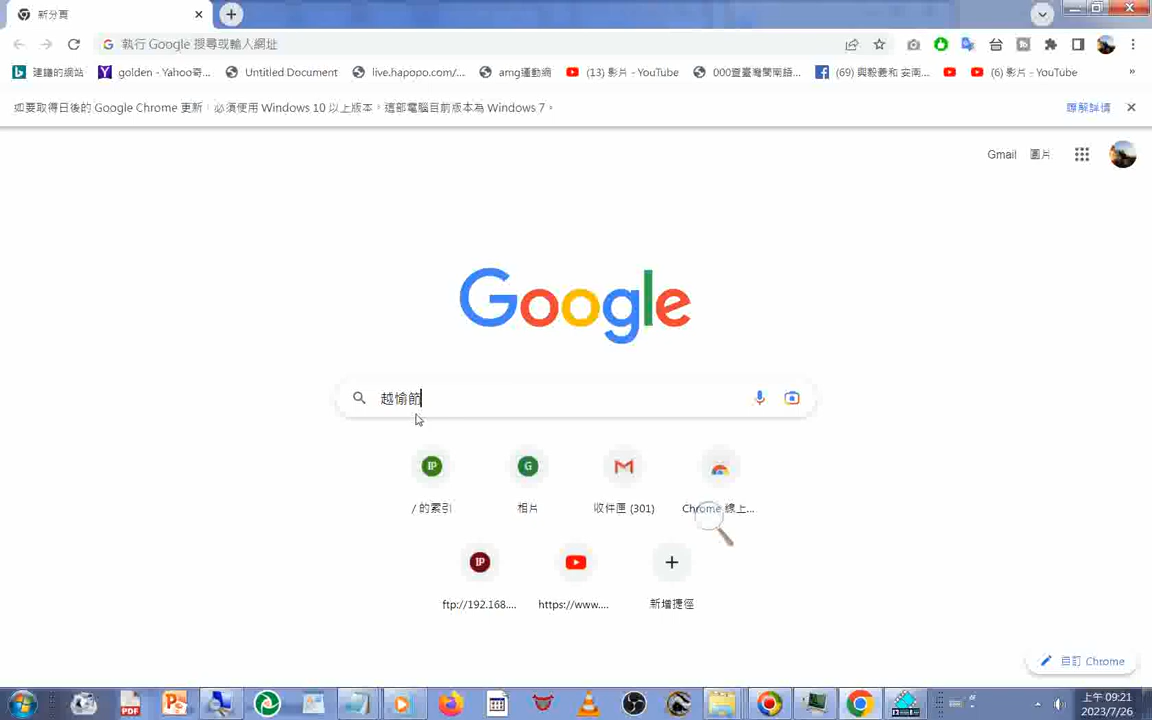 新分頁
執行 Google 搜尋或輸入網址
建議的網站
golden - Yahoo奇...
Untitled Document
live.hapopo.com/...
amg運動網
(13) 影片 - YouTube
000查臺灣閩南語...
(69) 與毅義和 安南...
(6) 影片 - YouTube
»
如要取得日後的 Google Chrome 更新，必須使用 Windows 10 以上版本。這部電腦目前版本為 Windows 7。
瞭解詳情
Gmail
圖片
Google
越愉節
/ 的索引
相片
收件匣 (301)
Chrome 線上...
ftp://192.168....
https://www....
新增捷徑
自訂 Chrome
上午 09:21
2023/7/26